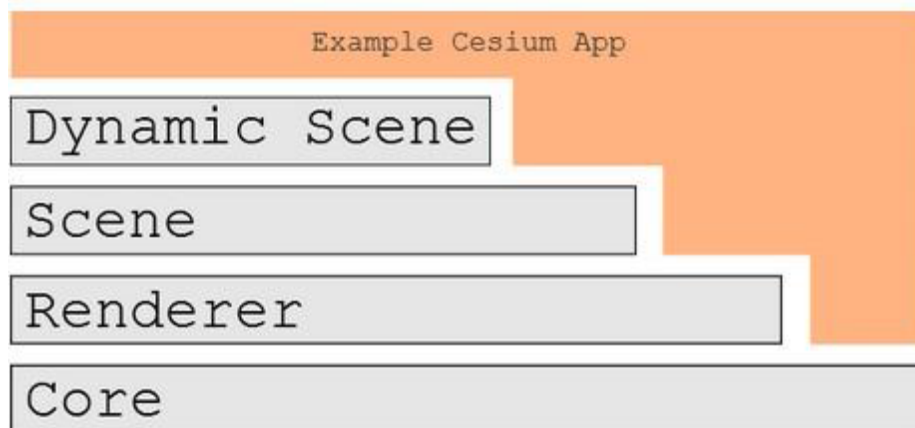 Example Cesium App
Dynamic Scene
Scene
Renderer
Core